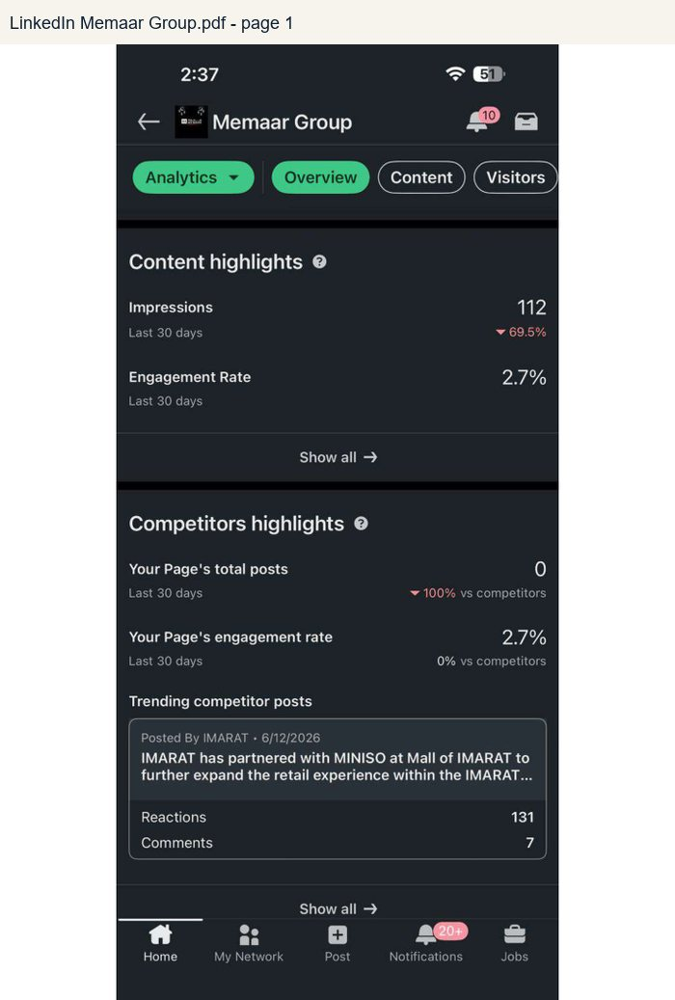 LinkedIn Memaar Group.pdf - page 1
2:37
51
Memaar Group
10
Analytics
Overview
Content
Visitors
Content highlights ?
Impressions
112
Last 30 days
69.5%
Engagement Rate
2.7%
Last 30 days
Show all →
Competitors highlights ?
Your Page's total posts
0
Last 30 days
100% vs competitors
Your Page's engagement rate
2.7%
Last 30 days
0% vs competitors
Trending competitor posts
Posted By IMARAT • 6/12/2026
IMARAT has partnered with MINISO at Mall of IMARAT to
further expand the retail experience within the IMARAT...
Reactions
131
Comments
7
Show all →
20+
Home
My Network
Post
Notifications
Jobs